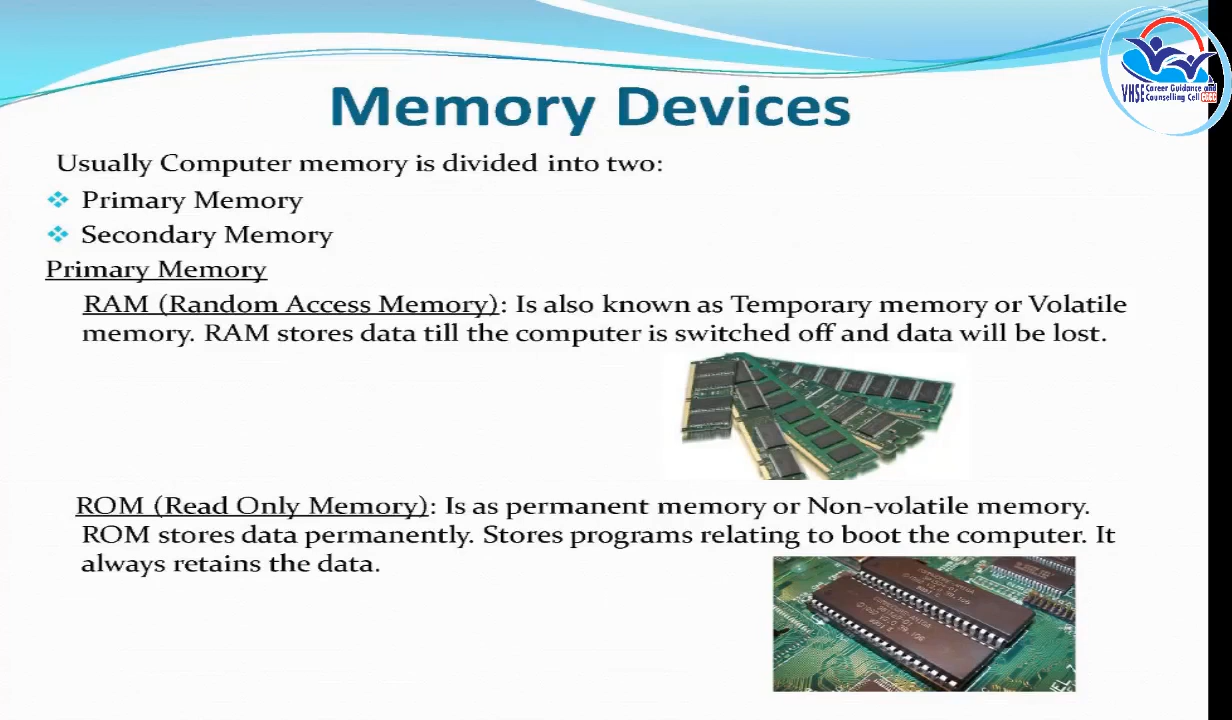 VHSE Career Guidance and
Counselling Cell
Memory Devices
Usually Computer memory is divided into two:
Primary Memory
Secondary Memory
Primary Memory
RAM (Random Access Memory): Is also known as Temporary memory or Volatile
memory. RAM stores data till the computer is switched off and data will be lost.
ROM (Read Only Memory): Is as permanent memory or Non-volatile memory.
ROM stores data permanently. Stores programs relating to boot the computer. It
always retains the data.